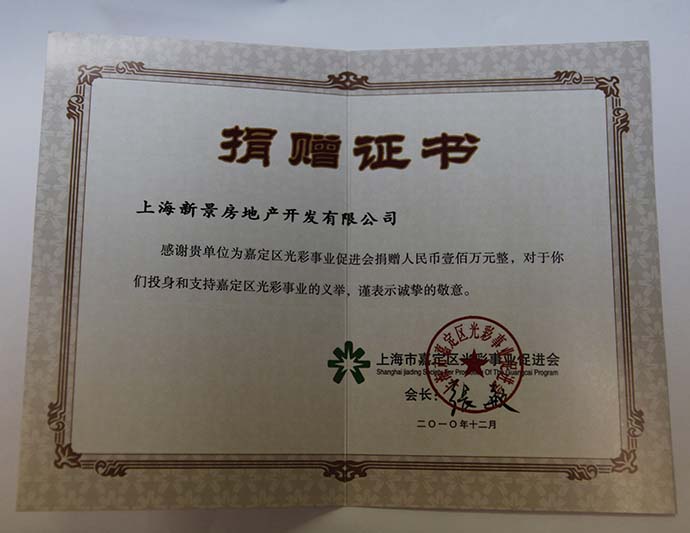 捐赠证书
上海新景房地产开发有限公司
感谢贵单位为嘉定区光彩事业促进会捐赠人民币壹佰万元整，对于你
们投身和支持嘉定区光彩事业的义举，谨表示诚挚的敬意。
上海市嘉定区光彩事业促进会
Shanghai jiading Society For Promotion Of The Guangcai Program
会长：張敏
二〇一〇年十二月